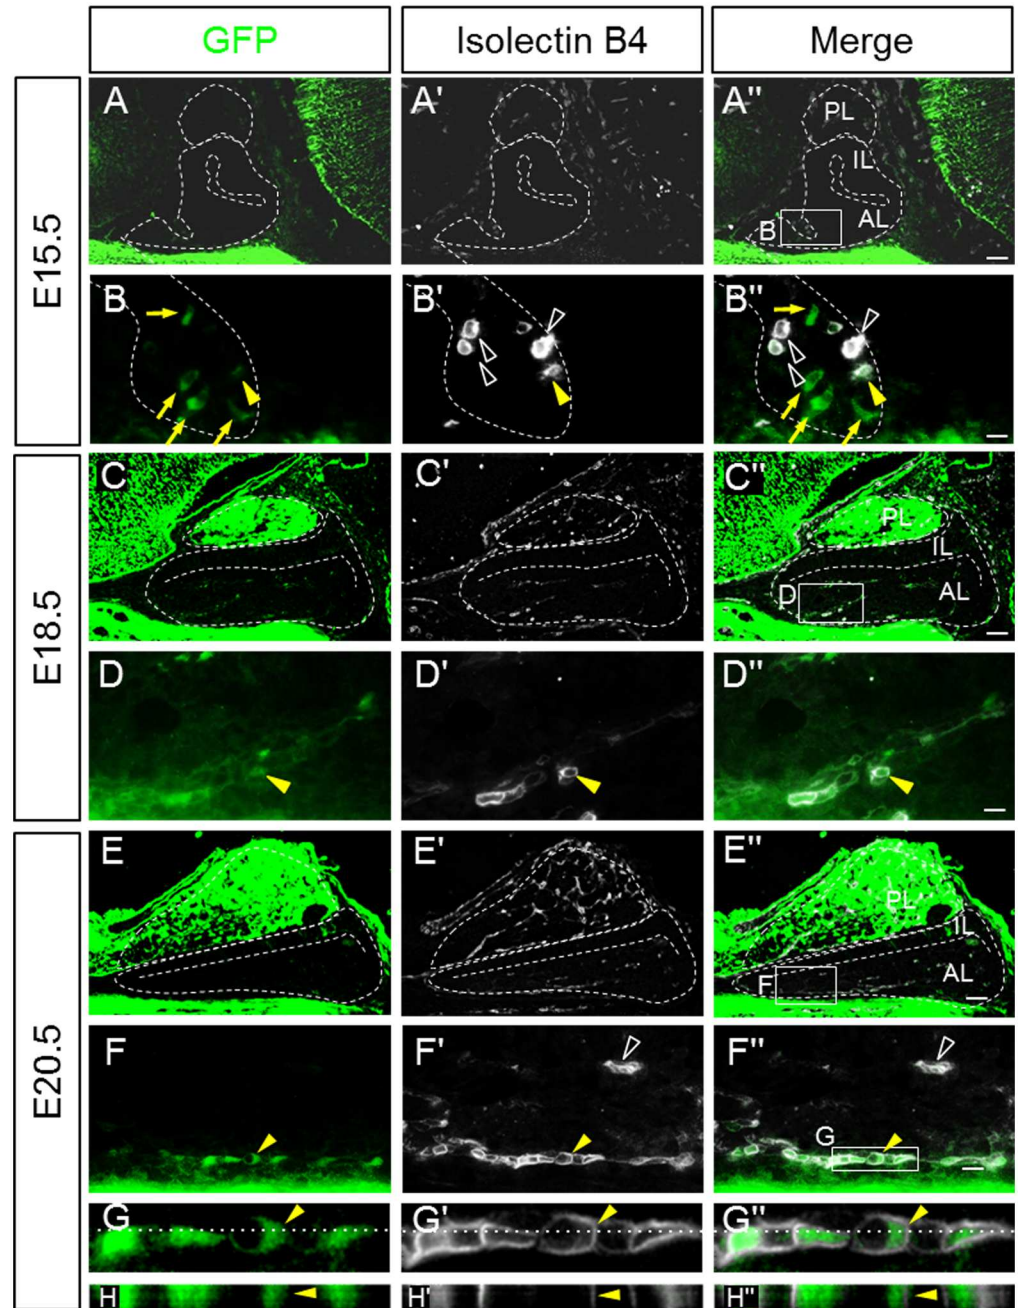 GFP
Isolectin B4
Merge
E15.5
A
A'
A"
PL
IL
AL
B
B
B'
B"
E18.5
C
C'
C"
PL
IL
AL
D
D
D'
D"
E20.5
E
E'
E"
PL
IL
AL
F
F
F'
F"
G
G
G'
G"
H
H'
H"